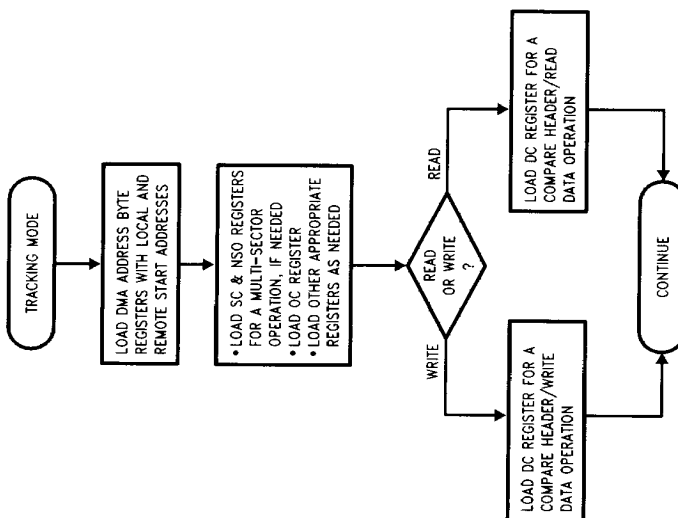 TRACKING MODE
LOAD DMA ADDRESS BYTE
REGISTERS WITH LOCAL AND
REMOTE START ADDRESSES
• LOAD SC & NSO REGISTERS
FOR A MULTI-SECTOR
OPERATION, IF NEEDED
• LOAD OC REGISTER
• LOAD OTHER APPROPRIATE
REGISTERS AS NEEDED
READ
OR WRITE
?
WRITE
READ
LOAD DC REGISTER FOR A
COMPARE HEADER/WRITE
DATA OPERATION
LOAD DC REGISTER FOR A
COMPARE HEADER/READ
DATA OPERATION
CONTINUE